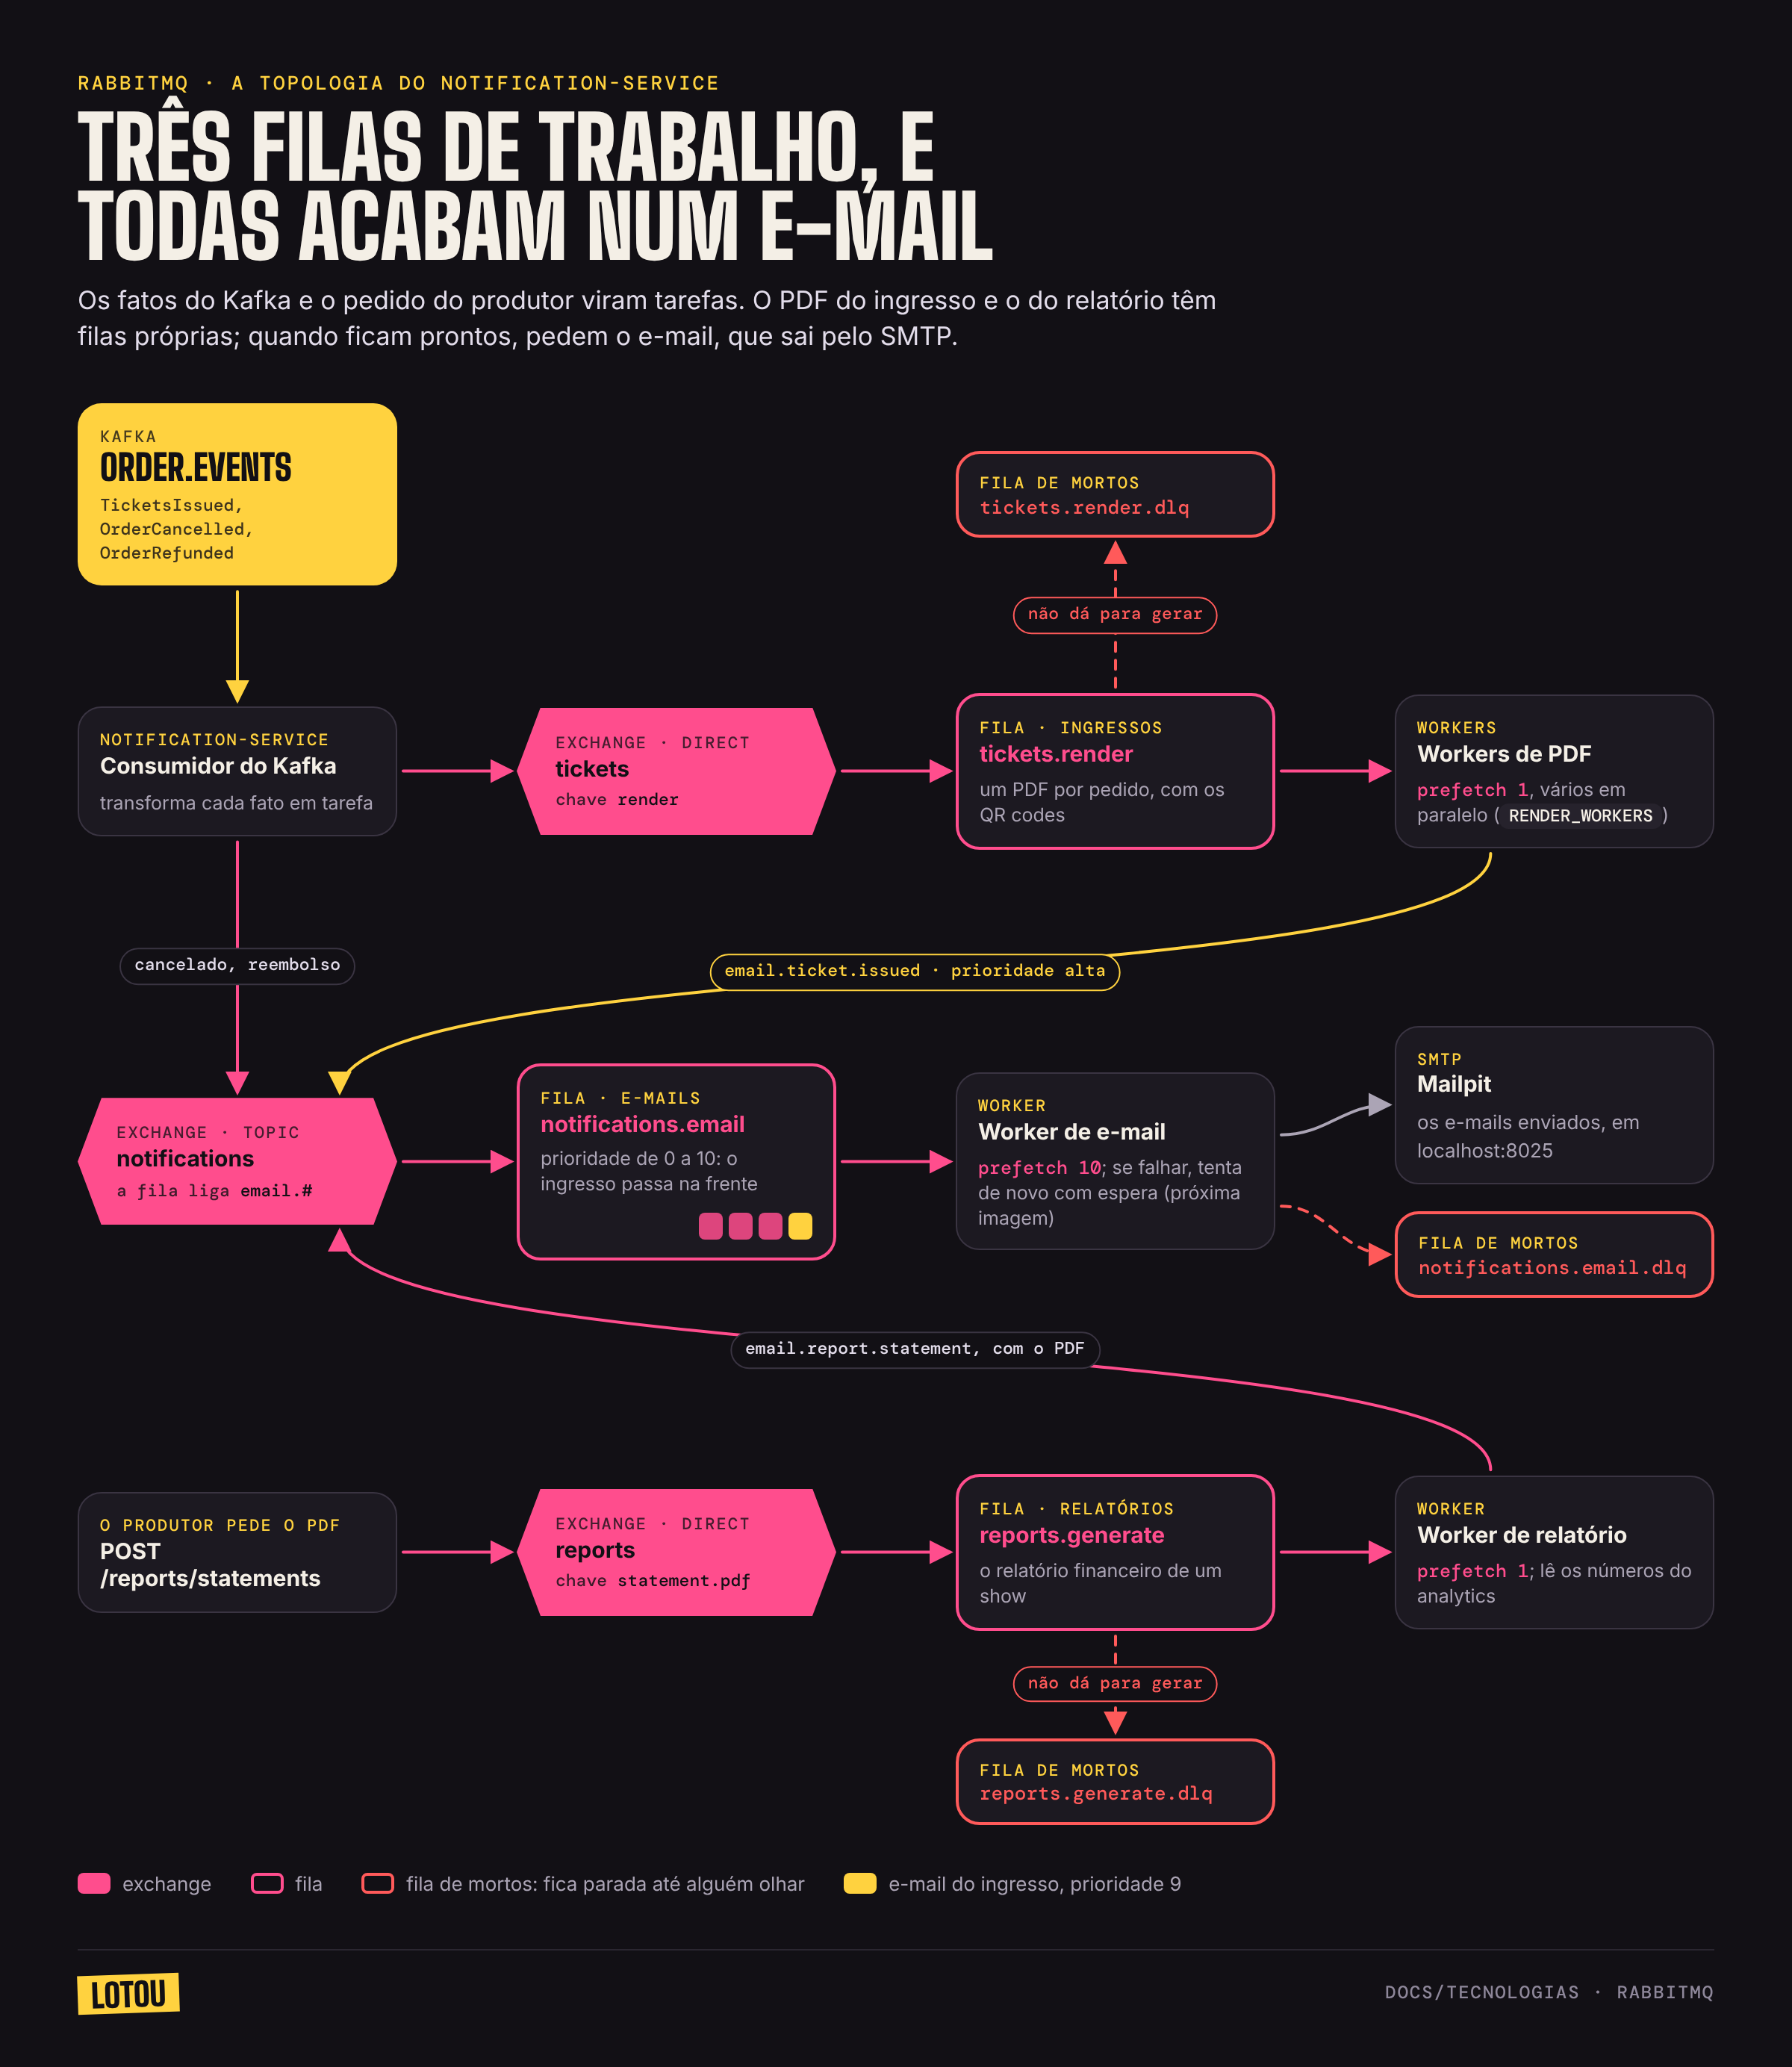 RABBITMQ · A TOPOLOGIA DO NOTIFICATION-SERVICE
TRÊS FILAS DE TRABALHO, E
TODAS ACABAM NUM E-MAIL
Os fatos do Kafka e o pedido do produtor viram tarefas. O PDF do ingresso e o do relatório têm
filas próprias; quando ficam prontos, pedem o e-mail, que sai pelo SMTP.
KAFKA
ORDER.EVENTS
TicketsIssued,
OrderCancelled,
OrderRefunded
FILA DE MORTOS
tickets.render.dlq
não dá para gerar
NOTIFICATION-SERVICE
Consumidor do Kafka
transforma cada fato em tarefa
EXCHANGE · DIRECT
tickets
chave render
FILA · INGRESSOS
tickets.render
um PDF por pedido, com os
QR codes
WORKERS
Workers de PDF
prefetch 1, vários em
paralelo ( RENDER_WORKERS )
cancelado, reembolso
email.ticket.issued · prioridade alta
EXCHANGE · TOPIC
notifications
a fila liga email.#
FILA · E-MAILS
notifications.email
prioridade de 0 a 10: o
ingresso passa na frente
WORKER
Worker de e-mail
prefetch 10; se falhar, tenta
de novo com espera (próxima
imagem)
SMTP
Mailpit
os e-mails enviados, em
localhost:8025
FILA DE MORTOS
notifications.email.dlq
email.report.statement, com o PDF
O PRODUTOR PEDE O PDF
POST
/reports/statements
EXCHANGE · DIRECT
reports
chave statement.pdf
FILA · RELATÓRIOS
reports.generate
o relatório financeiro de um
show
WORKER
Worker de relatório
prefetch 1; lê os números do
analytics
não dá para gerar
FILA DE MORTOS
reports.generate.dlq
exchange
fila
fila de mortos: fica parada até alguém olhar
e-mail do ingresso, prioridade 9
LOTOU
DOCS/TECNOLOGIAS · RABBITMQ